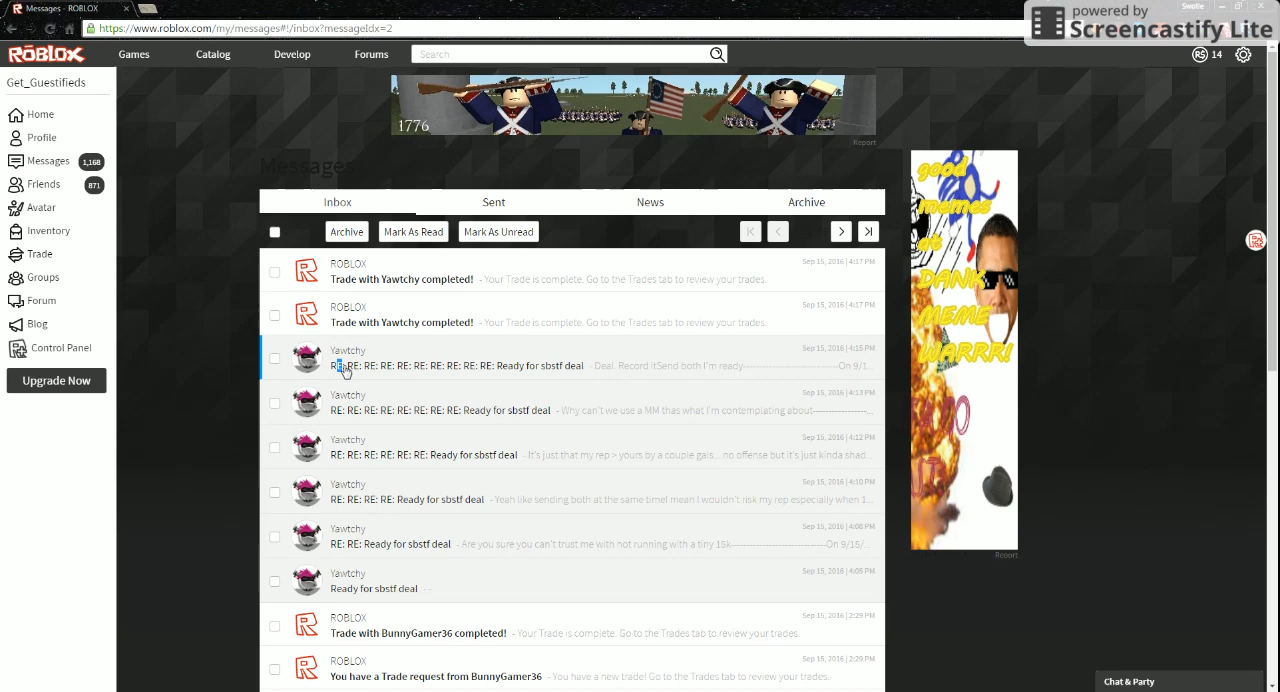 Messages - ROBLOX
Swotie
https://www.roblox.com/my/messages#!/inbox?messageIdx=2
powered by
Screencastify Lite
ROBLOX
Games
Catalog
Develop
Forums
Search
R$ 14
Get_Guestifieds
Home
Profile
Messages 1,168
Friends 871
Avatar
Inventory
Trade
Groups
Forum
Blog
Control Panel
Upgrade Now
1776
Report
Messages
Inbox
Sent
News
Archive
Archive
Mark As Read
Mark As Unread
ROBLOX
Sep 15, 2016 | 4:17 PM
Trade with Yawtchy completed! - Your Trade is complete. Go to the Trades tab to review your trades.
ROBLOX
Sep 15, 2016 | 4:17 PM
Trade with Yawtchy completed! - Your Trade is complete. Go to the Trades tab to review your trades.
Yawtchy
Sep 15, 2016 | 4:15 PM
RE: RE: RE: RE: RE: RE: RE: RE: RE: RE: Ready for sbstf deal - Deal. Record itSend both I'm ready------------------------------On 9/1...
Yawtchy
Sep 15, 2016 | 4:13 PM
RE: RE: RE: RE: RE: RE: RE: RE: Ready for sbstf deal - Why can't we use a MM thas what I'm contemplating about-----------------...
Yawtchy
Sep 15, 2016 | 4:12 PM
RE: RE: RE: RE: RE: RE: Ready for sbstf deal - It's just that my rep > yours by a couple gals,.. no offense but it's just kinda shad...
Yawtchy
Sep 15, 2016 | 4:10 PM
RE: RE: RE: RE: Ready for sbstf deal - Yeah like sending both at the same timeI mean I wouldn't risk my rep especially when 1...
Yawtchy
Sep 15, 2016 | 4:08 PM
RE: RE: Ready for sbstf deal - Are you sure you can't trust me with not running with a tiny 15k------------------------------On 9/15/...
Yawtchy
Sep 15, 2016 | 4:05 PM
Ready for sbstf deal - -
ROBLOX
Sep 15, 2016 | 2:29 PM
Trade with BunnyGamer36 completed! - Your Trade is complete. Go to the Trades tab to review your trades.
ROBLOX
Sep 15, 2016 | 2:29 PM
You have a Trade request from BunnyGamer36 - You have a new trade! Go to the Trades tab to review your trades.
good
memes
at
DANK
MEME
WARRR!
Report
Chat & Party